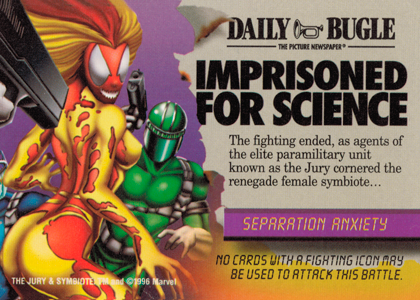 DAILY BUGLE
THE PICTURE NEWSPAPER®
IMPRISONED
FOR SCIENCE
The fighting ended, as agents of
the elite paramilitary unit
known as the Jury cornered the
renegade female symbiote...
SEPARATION ANXIETY
NO CARDS WITH A FIGHTING ICON MAY
BE USED TO ATTACK THIS BATTLE.
THE JURY & SYMBIOTE: TM and ©1996 Marvel